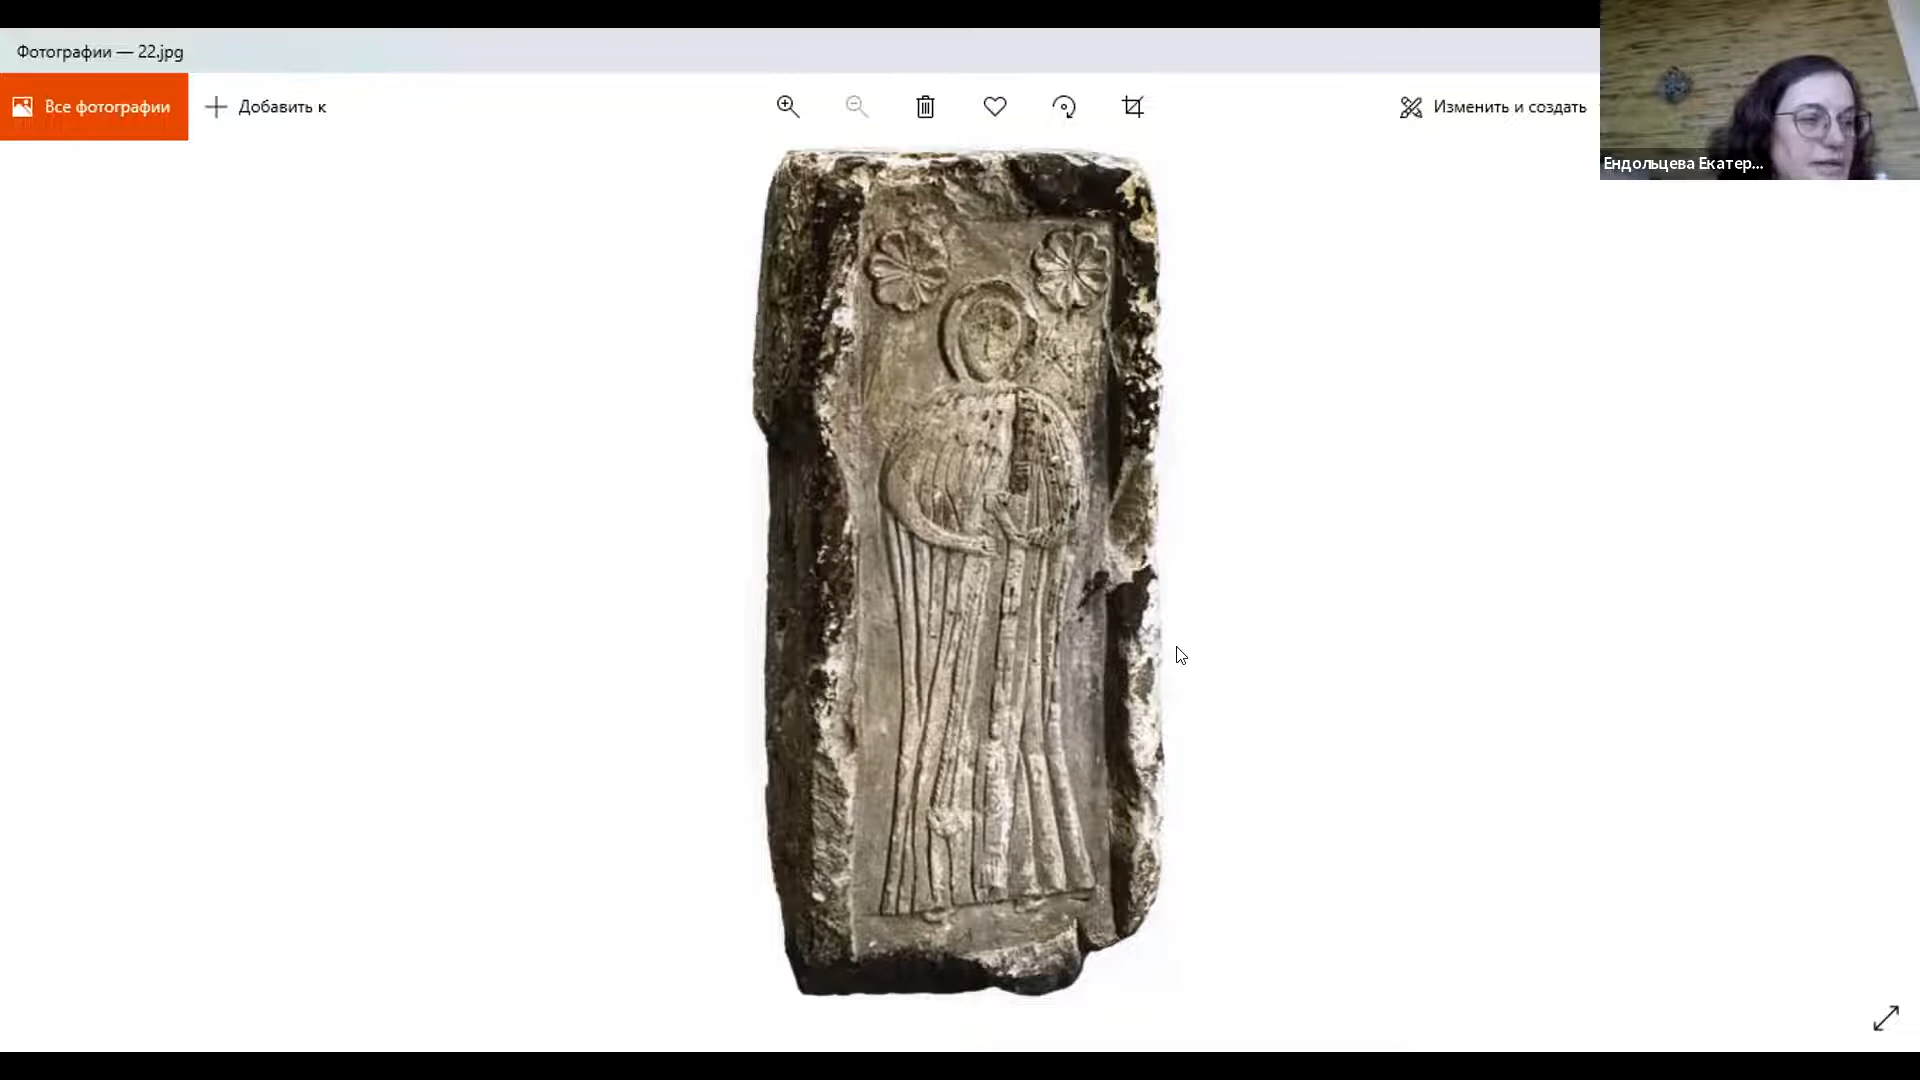 Фотографии — 22.jpg
Все фотографии
Добавить к
Изменить и создать
Ендольцева Екатер...